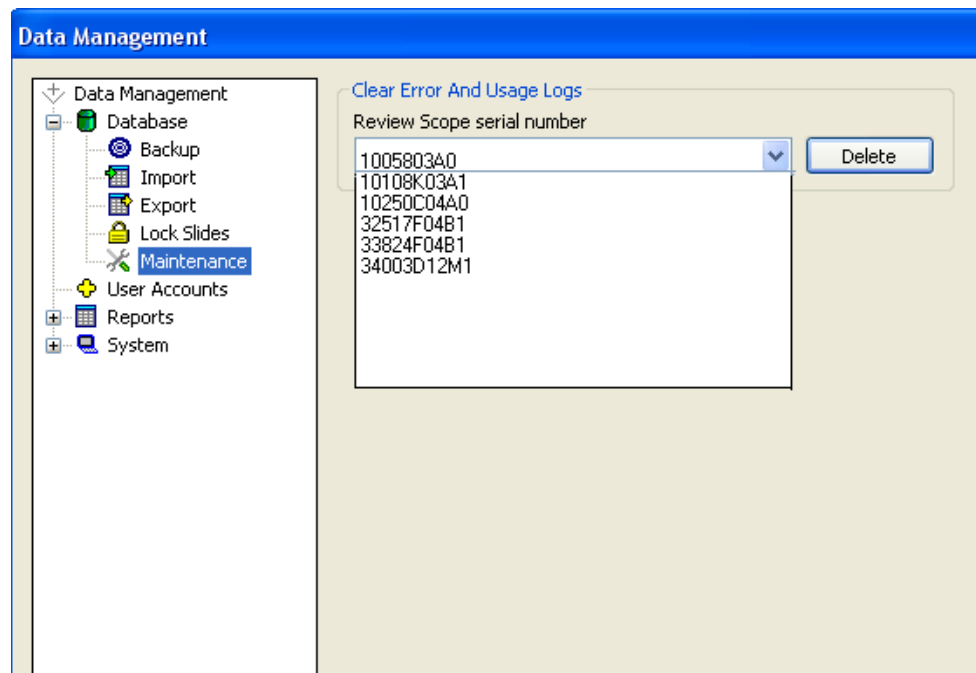 Data Management
Data Management
Database
Backup
Import
Export
Lock Slides
Maintenance
User Accounts
Reports
System
Clear Error And Usage Logs
Review Scope serial number
1005803A0
Delete
10108K03A1
10250C04A0
32517F04B1
33824F04B1
34003D12M1